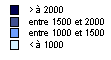 > à 2000
entre 1500 et 2000
entre 1000 et 1500
< à 1000